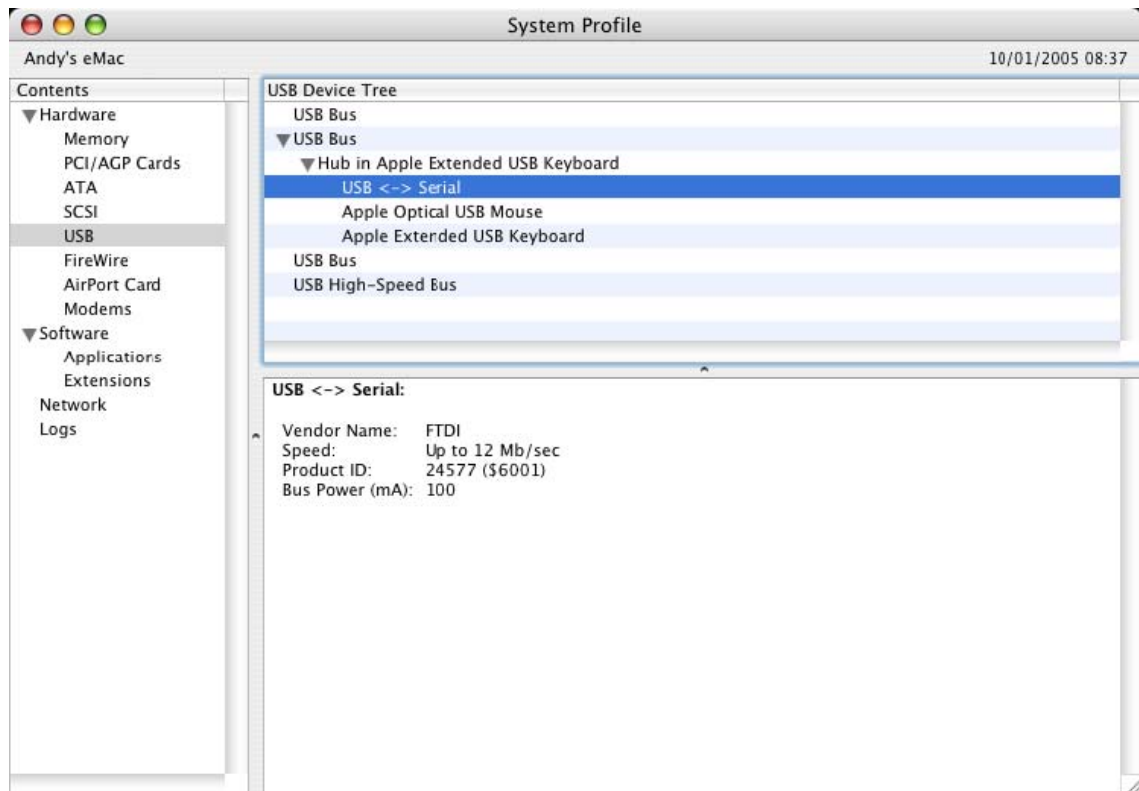 System Profile
Andy's eMac
10/01/2005 08:37
Contents
Hardware
Memory
PCI/AGP Cards
ATA
SCSI
USB
FireWire
AirPort Card
Modems
Software
Applications
Extensions
Network
Logs
USB Device Tree
USB Bus
USB Bus
Hub in Apple Extended USB Keyboard
USB <-> Serial
Apple Optical USB Mouse
Apple Extended USB Keyboard
USB Bus
USB High-Speed Bus
USB <-> Serial:
Vendor Name: FTDI
Speed: Up to 12 Mb/sec
Product ID: 24577 ($6001)
Bus Power (mA): 100